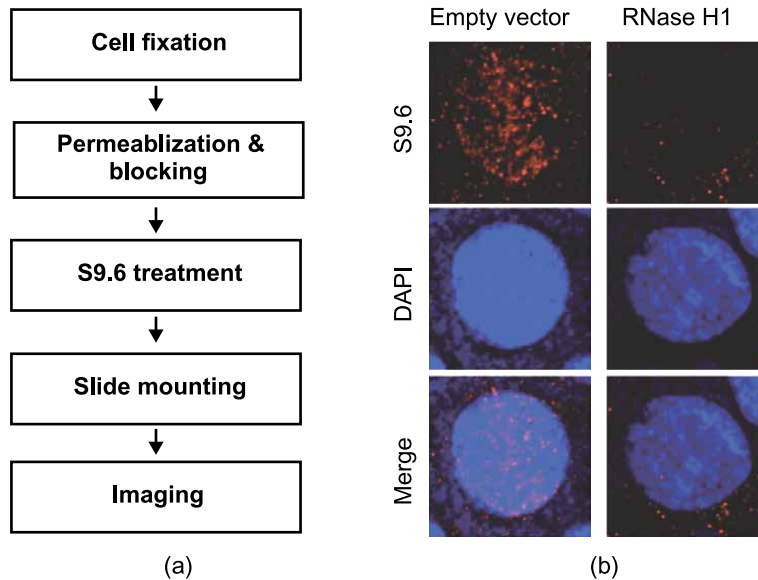 Cell fixation
Permeablization &
blocking
S9.6 treatment
Slide mounting
Imaging
(a)
Empty vector
RNase H1
S9.6
DAPI
Merge
(b)